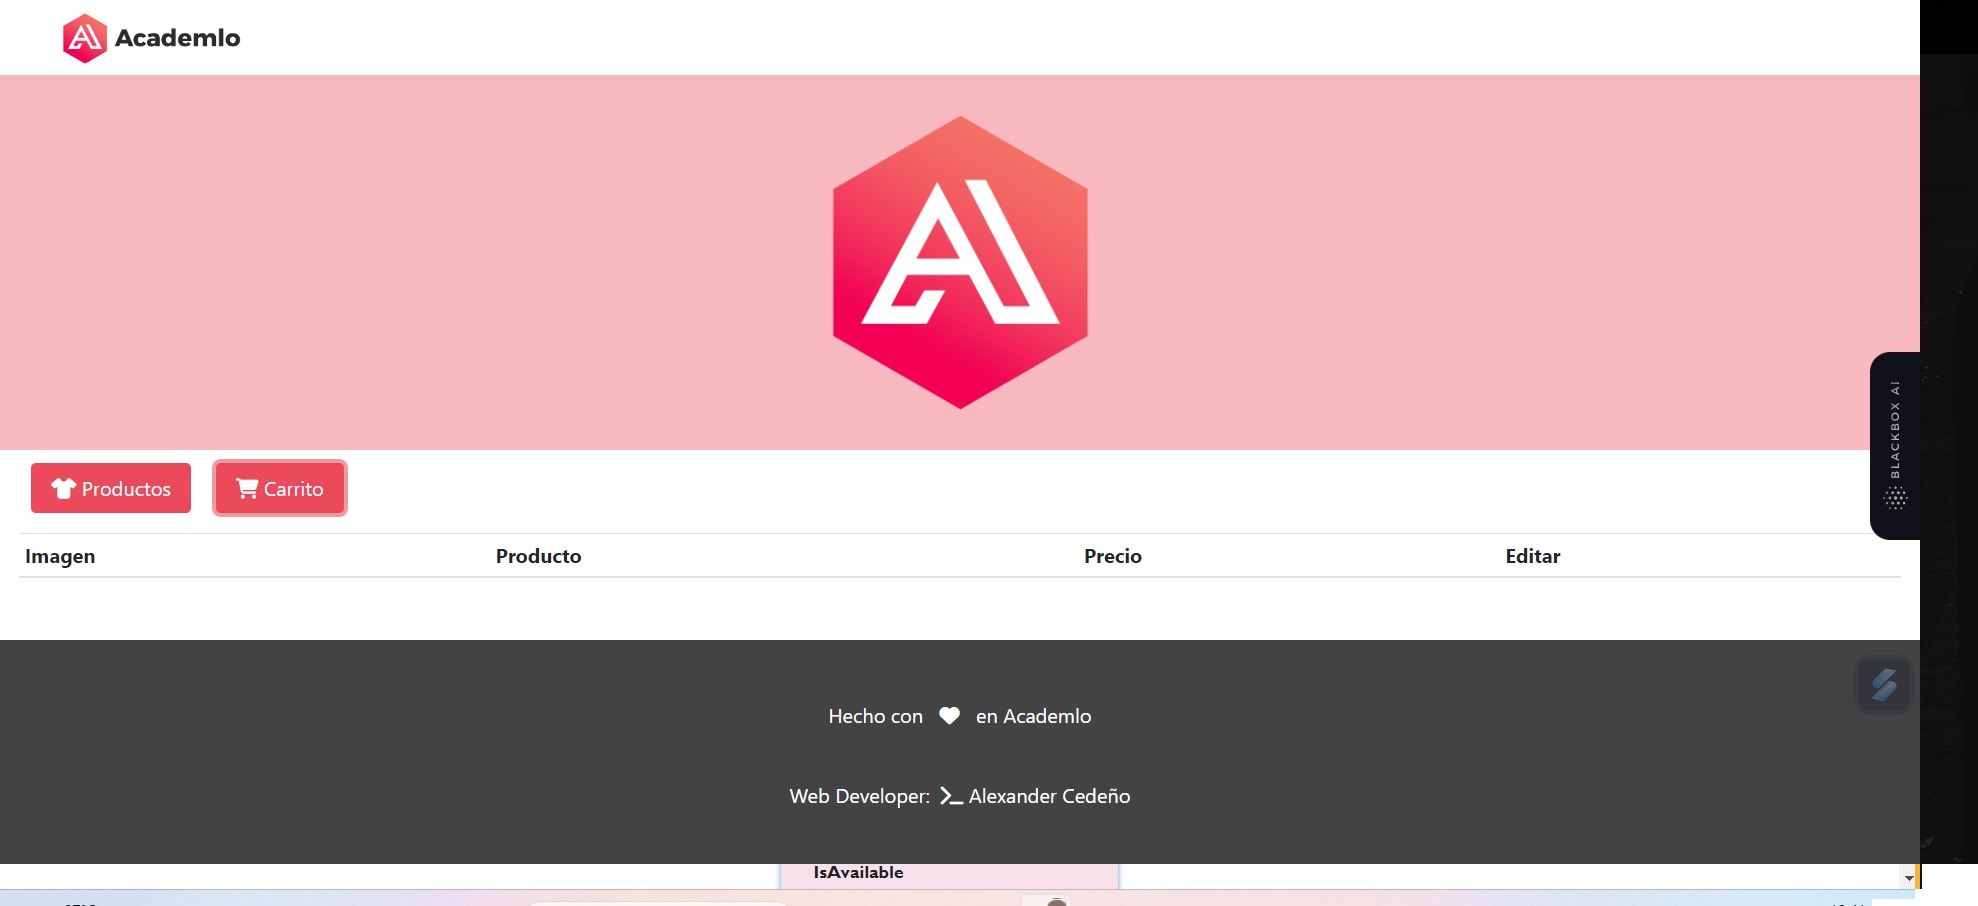 Academlo
Productos
Carrito
Imagen Producto Precio Editar
BLACKBOX AI
Hecho con en Academlo
Web Developer: Alexander Cedeño
IsAvailable